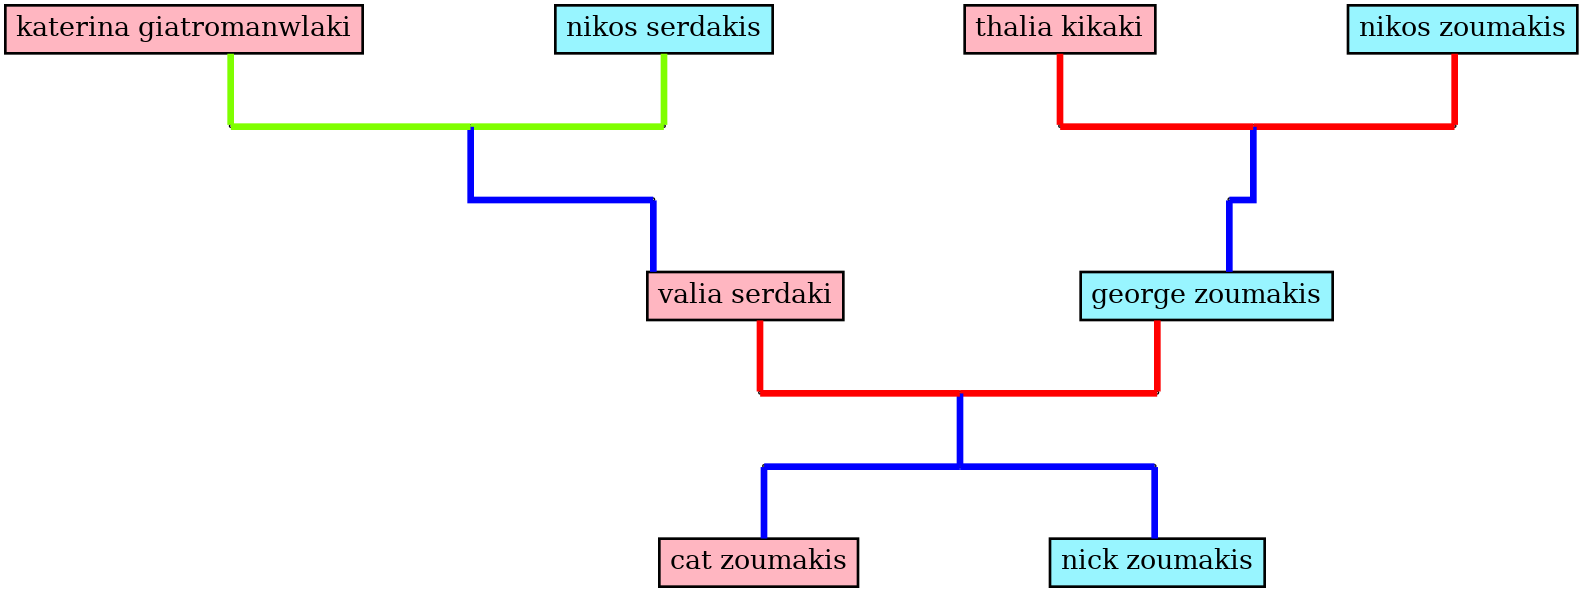 katerina giatromanwlaki
nikos serdakis
thalia kikaki
nikos zoumakis
valia serdaki
george zoumakis
cat zoumakis
nick zoumakis